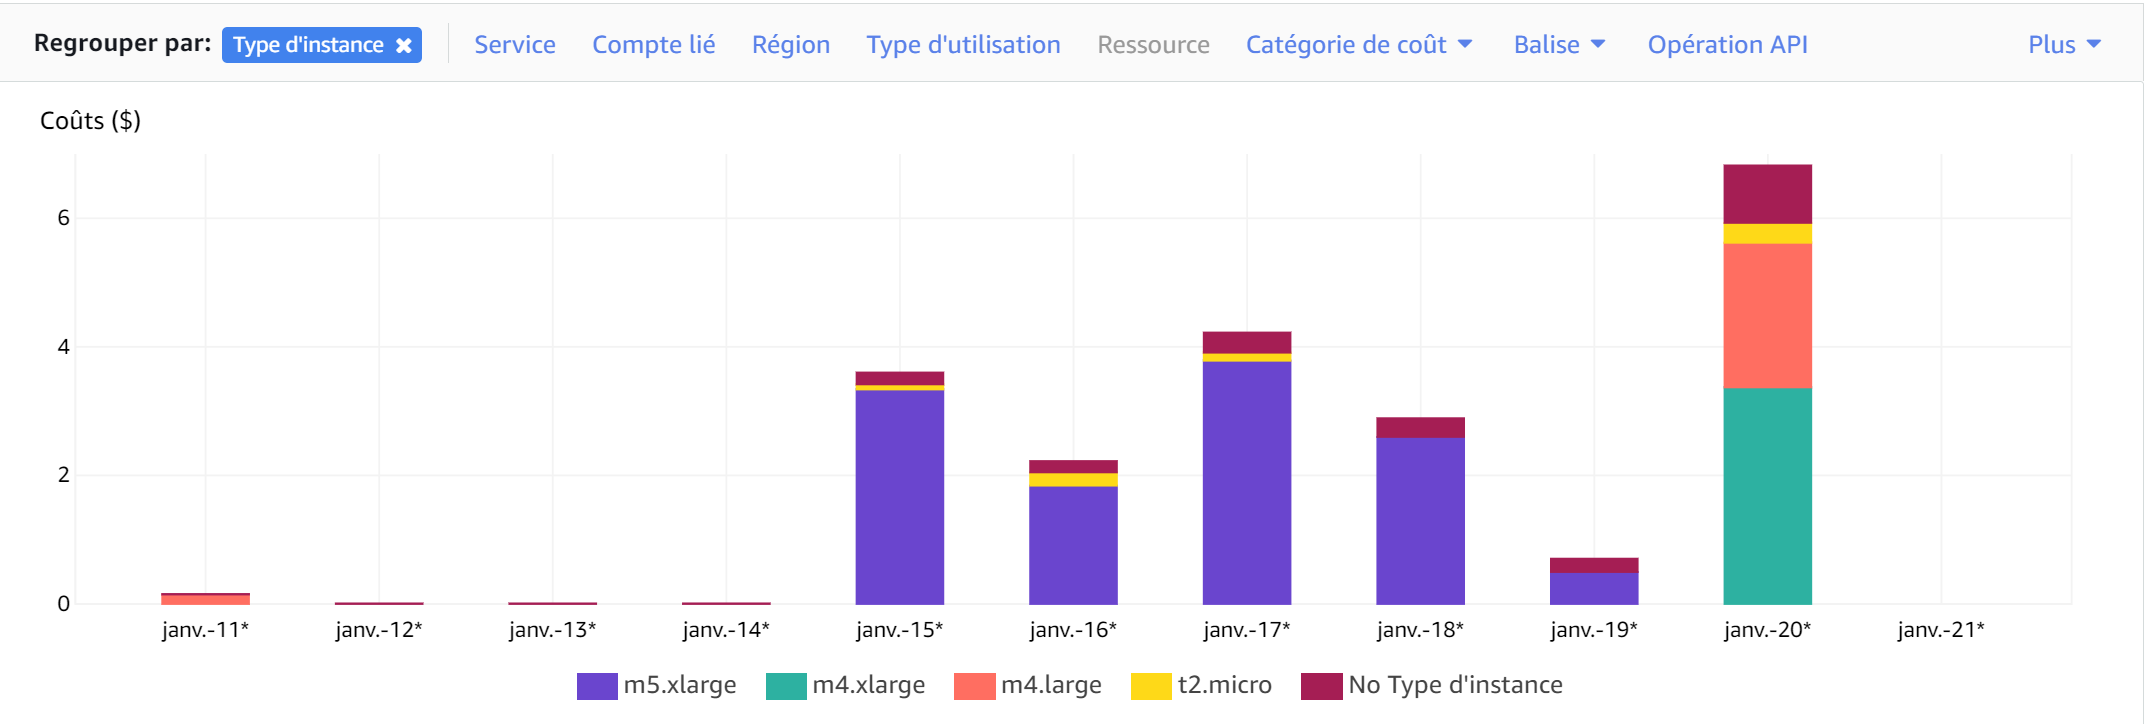 Regrouper par: Type d'instance ✖ Service Compte lié Région Type d'utilisation Ressource Catégorie de coût Balise Opération API Plus
Coûts ($)
6
4
2
0
janv.-11* janv.-12* janv.-13* janv.-14* janv.-15* janv.-16* janv.-17* janv.-18* janv.-19* janv.-20* janv.-21*
m5.xlarge m4.xlarge m4.large t2.micro No Type d'instance